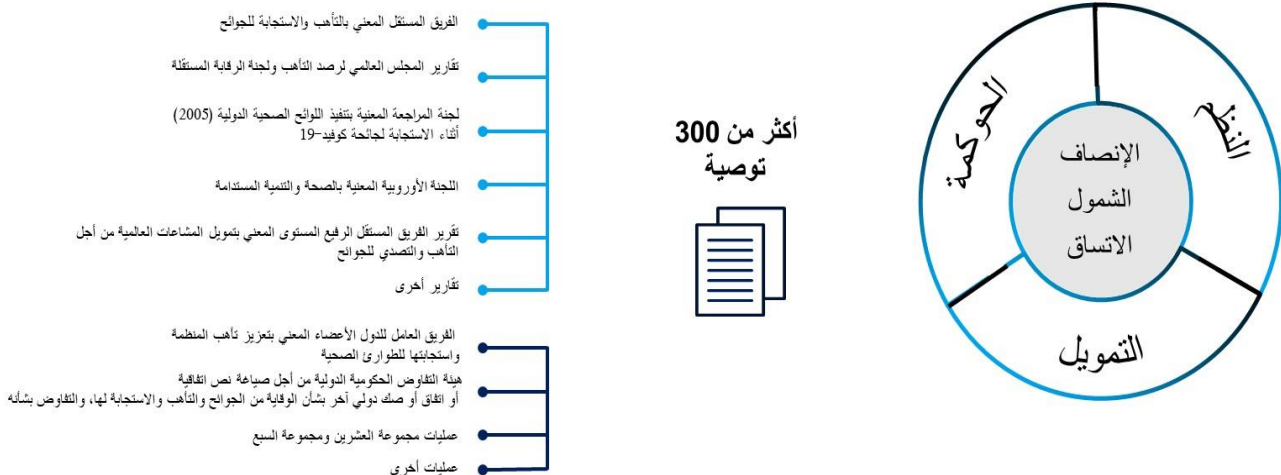 الفريق المستقل المعني بالتأهب والاستجابة للجوائح
تقارير المجلس العالمي لرصد التأهب ولجنة الرقابة المستقلة
لجنة المراجعة المعنية بتنفيذ اللوائح الصحية الدولية (2005)
أثناء الاستجابة لجائحة كوفيد-19
اللجنة الأوروبية المعنية بالصحة والتنمية المستدامة
تقرير الفريق المستقل الرفيع المستوى المعني بتمويل المشاعات العالمية من أجل
التأهب والتصدي للجوائح
تقارير أخرى
الفريق العامل للدول الأعضاء المعني بتعزيز تأهب المنظمة
واستجابتها للطوارئ الصحية
هيئة التفاوض الحكومية الدولية من أجل صياغة نص اتفاقية
أو اتفاق أو صك دولي آخر بشأن الوقاية من الجوائح والتأهب والاستجابة لها، والتفاوض بشأنه
عمليات مجموعة العشرين ومجموعة السبع
عمليات أخرى
أكثر من 300
توصية
الحوكمة
النظم
الإنصاف
الشمول
الاتساق
التمويل